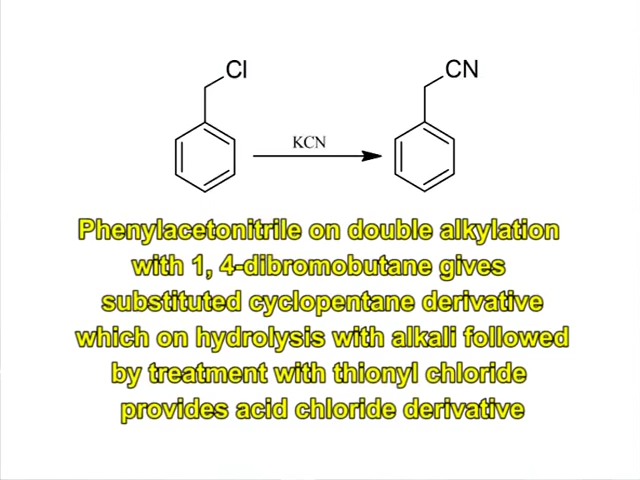 Cl
CN
KCN
Phenylacetonitrile on double alkylation
with 1, 4-dibromobutane gives
substituted cyclopentane derivative
which on hydrolysis with alkali followed
by treatment with thionyl chloride
provides acid chloride derivative